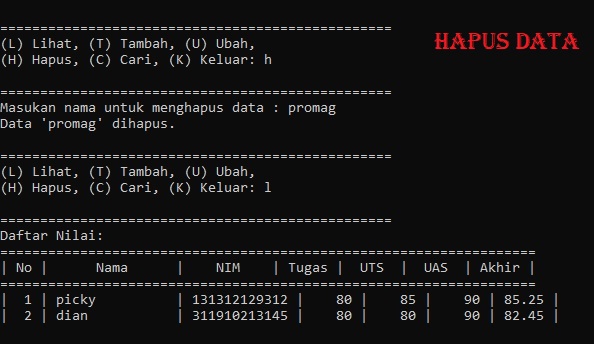 ==================================================
(L) Lihat, (T) Tambah, (U) Ubah,
(H) Hapus, (C) Cari, (K) Keluar: h
HAPUS DATA
==================================================
Masukan nama untuk menghapus data : promag
Data 'promag' dihapus.
==================================================
(L) Lihat, (T) Tambah, (U) Ubah,
(H) Hapus, (C) Cari, (K) Keluar: l
==================================================
Daftar Nilai:
====================================================================
| No |      Nama      |    NIM    | Tugas |  UTS  |  UAS  | Akhir |
====================================================================
|  1 | picky          | 131312129312 |    80 |    85 |    90 | 85.25 |
|  2 | dian           | 311910213145 |    80 |    80 |    90 | 82.45 |